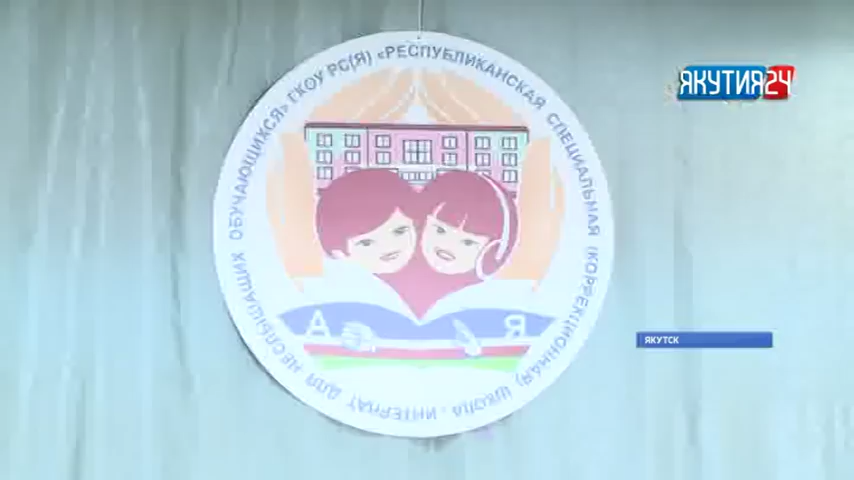 ГКОУ РС(Я) «РЕСПУБЛИКАНСКАЯ СПЕЦИАЛЬНАЯ (КОРРЕКЦИОННАЯ) ШКОЛА - ИНТЕРНАТ ДЛЯ НЕСЛЫШАЩИХ ОБУЧАЮЩИХСЯ»
ЯКУТИЯ24
А Я
ЯКУТСК